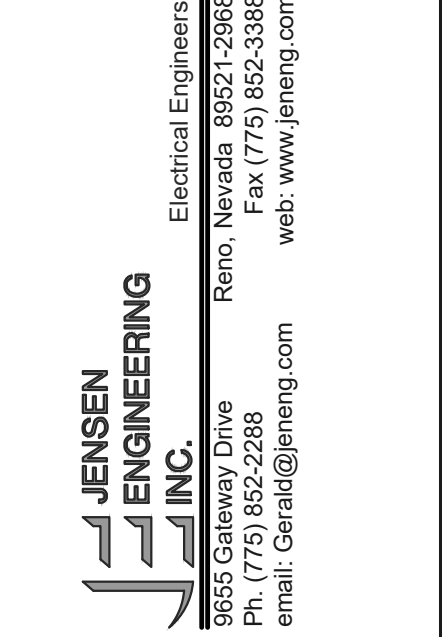 JENSEN
ENGINEERING
INC.
Electrical Engineers
9655 Gateway Drive Reno, Nevada 89521-2968
Ph. (775) 852-2288 Fax (775) 852-3388
email: Gerald@jeneng.com web: www.jeneng.com